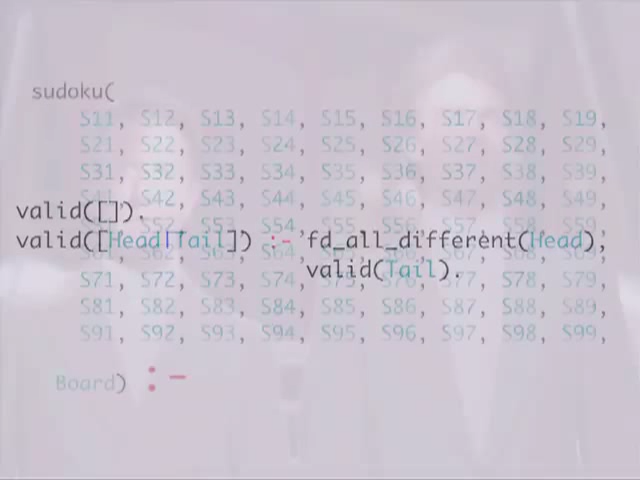 sudoku(
S11, S12, S13, S14, S15, S16, S17, S18, S19,
S21, S22, S23, S24, S25, S26, S27, S28, S29,
S31, S32, S33, S34, S35, S36, S37, S38, S39,
S42, S43, S44, S45, S46, S47, S48, S49,
valid([]).
valid([Head|Tail]) :- fd_all_different(Head),
valid(Tail).
S71, S72, S73, S74, S77, S78, S79,
S81, S82, S83, S84, S85, S86, S87, S88, S89,
S91, S92, S93, S94, S95, S96, S97, S98, S99,
Board) :-